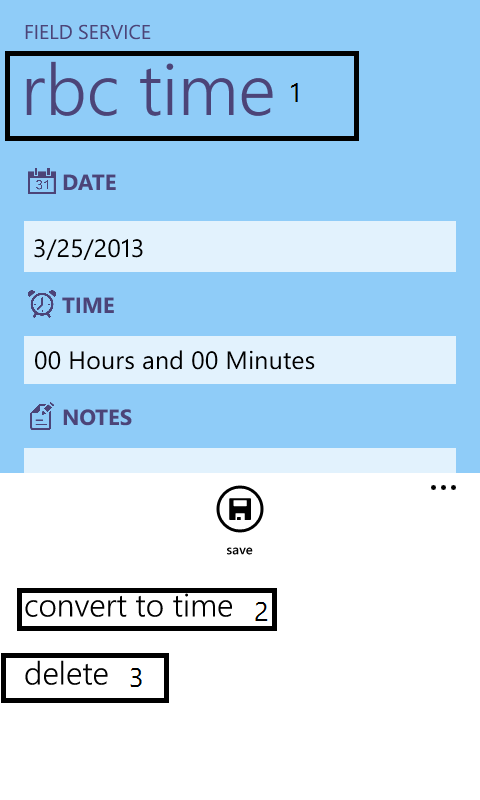 FIELD SERVICE
rbc time 1
31 DATE
3/25/2013
TIME
00 Hours and 00 Minutes
NOTES
save
convert to time 2
delete 3